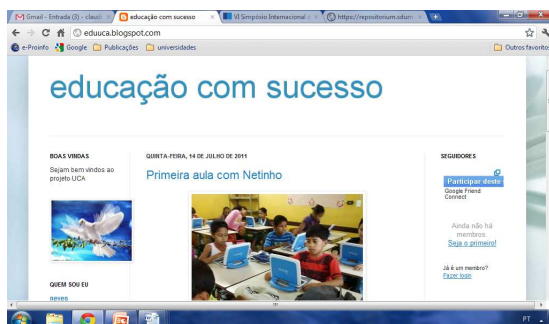 Gmail - Entrada (3) - claudi
educação com sucesso
VI Simpósio Internacional d
https://repositorium.sdum
eduuca.blogspot.com
e-Proinfo
Google
Publicações
universidades
Outros favoritos
educação com sucesso
BOAS VINDAS
Sejam bem vindos ao
projeto UCA
QUEM SOU EU
neves
QUINTA-FEIRA, 14 DE JULHO DE 2011
Primeira aula com Netinho
SEGUIDORES
Participar deste
Google Friend
Connect
Ainda não há
membros.
Seja o primeiro!
Já é um membro?
Fazer login
PT